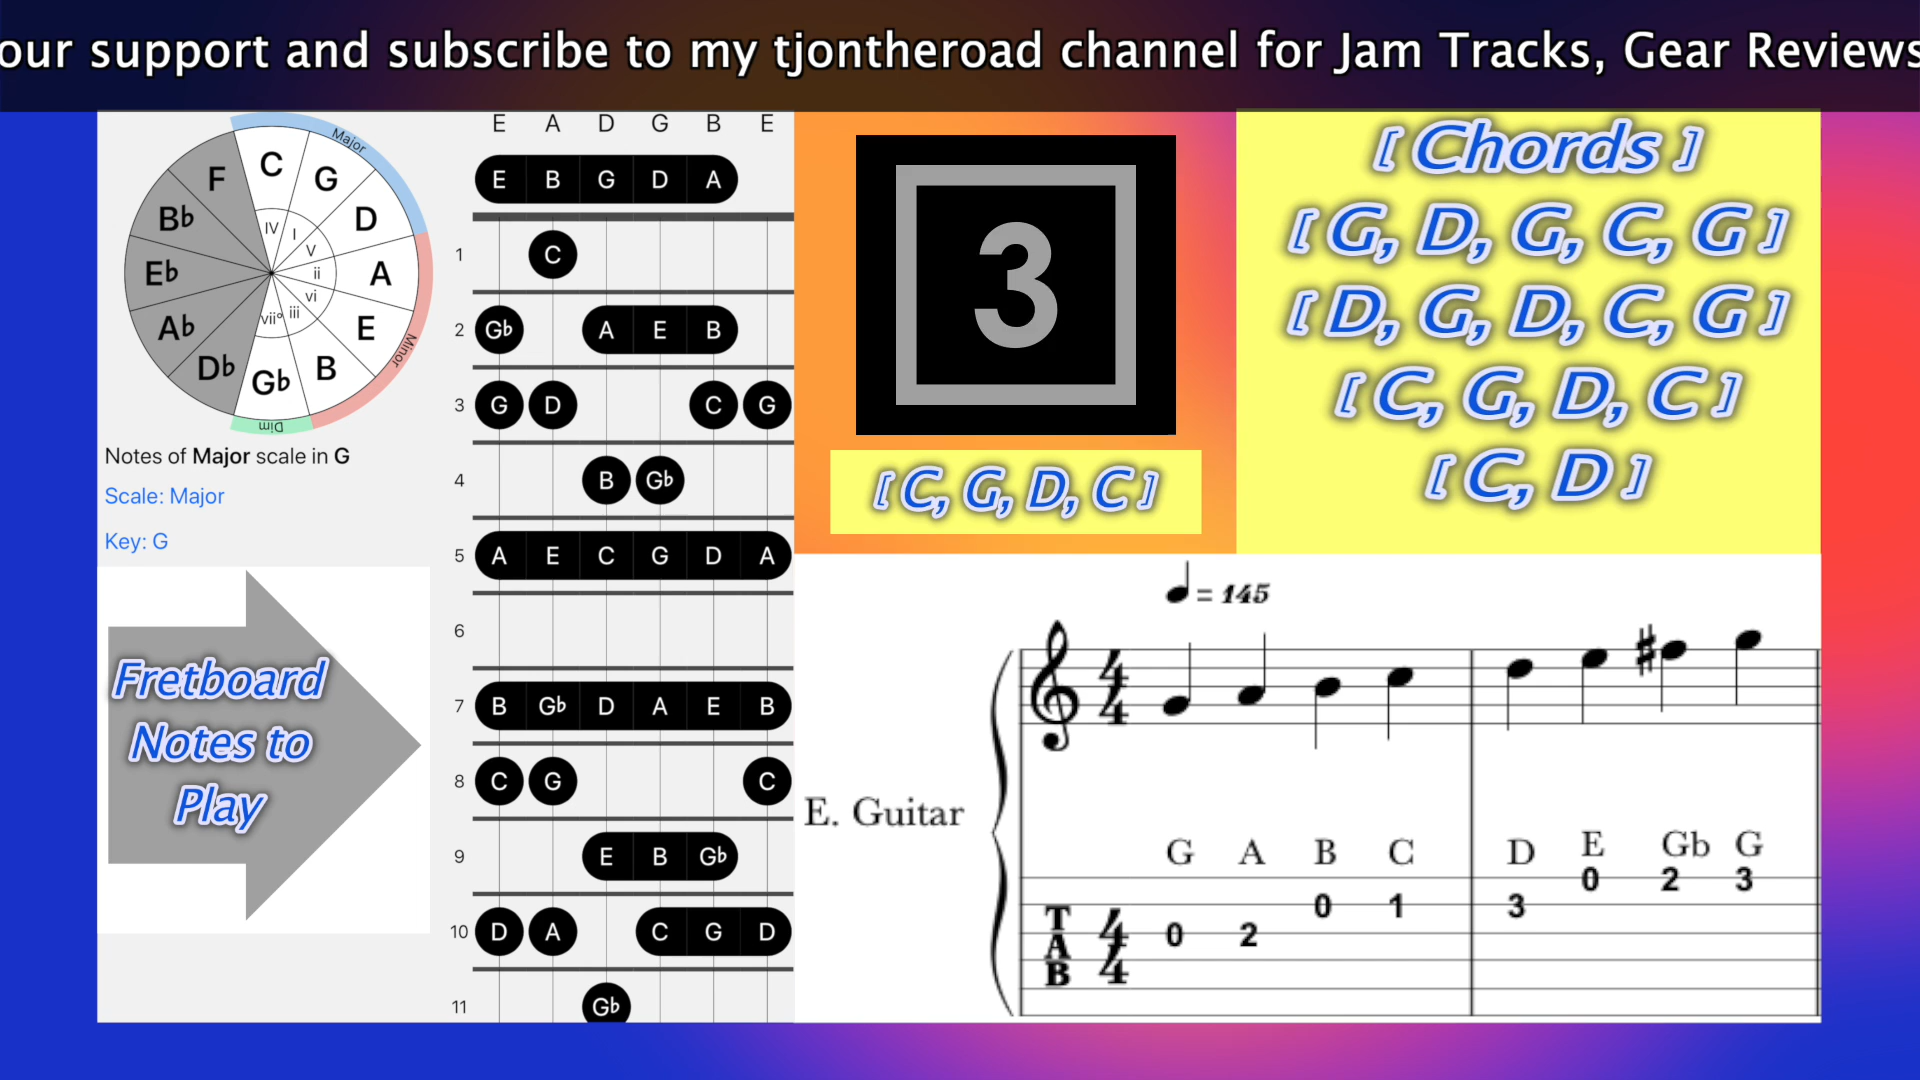 our support and subscribe to my tjontheroad channel for Jam Tracks, Gear Reviews
Major
F C G
Bb D
Eb A
Ab E
Db Gb B
IV I V ii vi iii vii°
Minor
Dim
Notes of Major scale in G
Scale: Major
Key: G
Fretboard
Notes to
Play
E A D G B E
E B G D A
1 C
2 Gb A E B
3 G D C G
4 B Gb
5 A E C G D A
6
7 B Gb D A E B
8 C G C
9 E B Gb
10 D A C G D
11 Gb
3
[ C, G, D, C ]
[ Chords ]
[ G, D, G, C, G ]
[ D, G, D, C, G ]
[ C, G, D, C ]
[ C, D ]
= 145
4
4
E. Guitar
G A B C D E Gb G
0 2 3
0 1 3
0 2
T
A
B
4
4